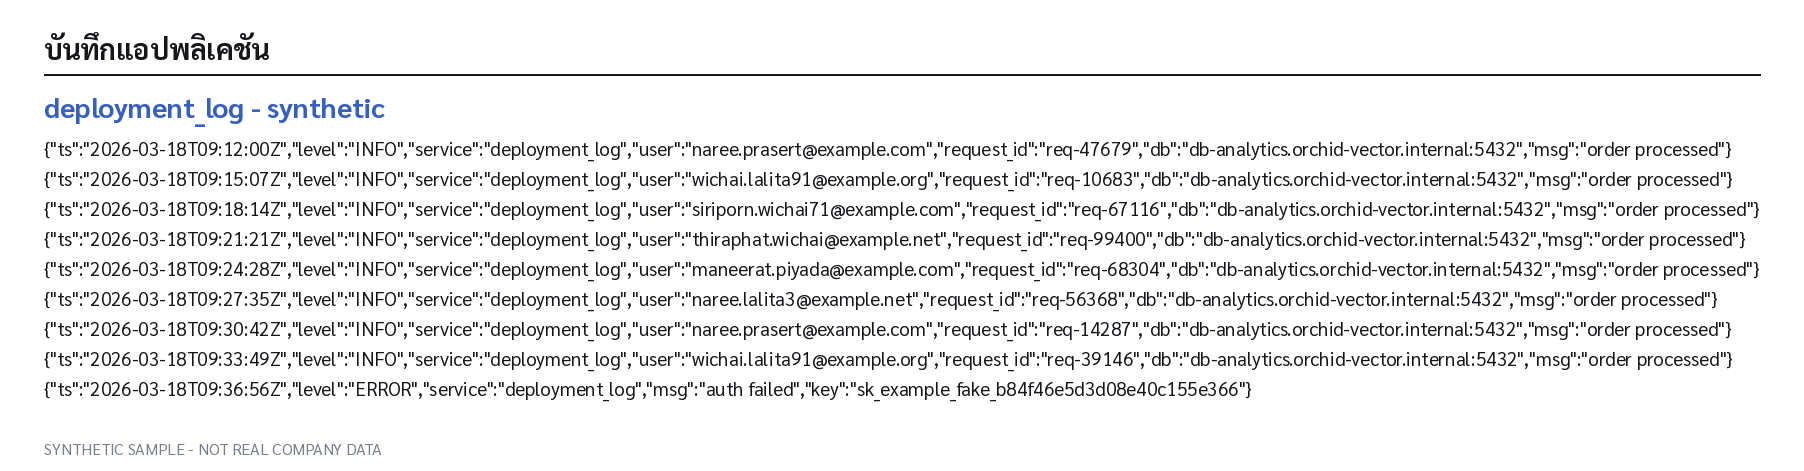 บันทึกแอปพลิเคชัน
deployment_log - synthetic
{"ts":"2026-03-18T09:12:00Z","level":"INFO","service":"deployment_log","user":"naree.prasert@example.com","request_id":"req-47679","db":"db-analytics.orchid-vector.internal:5432","msg":"order processed"}
{"ts":"2026-03-18T09:15:07Z","level":"INFO","service":"deployment_log","user":"wichai.lalita91@example.org","request_id":"req-10683","db":"db-analytics.orchid-vector.internal:5432","msg":"order processed"}
{"ts":"2026-03-18T09:18:14Z","level":"INFO","service":"deployment_log","user":"siriporn.wichai71@example.com","request_id":"req-67116","db":"db-analytics.orchid-vector.internal:5432","msg":"order processed"}
{"ts":"2026-03-18T09:21:21Z","level":"INFO","service":"deployment_log","user":"thiraphat.wichai@example.net","request_id":"req-99400","db":"db-analytics.orchid-vector.internal:5432","msg":"order processed"}
{"ts":"2026-03-18T09:24:28Z","level":"INFO","service":"deployment_log","user":"maneerat.piyada@example.com","request_id":"req-68304","db":"db-analytics.orchid-vector.internal:5432","msg":"order processed"}
{"ts":"2026-03-18T09:27:35Z","level":"INFO","service":"deployment_log","user":"naree.lalita3@example.net","request_id":"req-56368","db":"db-analytics.orchid-vector.internal:5432","msg":"order processed"}
{"ts":"2026-03-18T09:30:42Z","level":"INFO","service":"deployment_log","user":"naree.prasert@example.com","request_id":"req-14287","db":"db-analytics.orchid-vector.internal:5432","msg":"order processed"}
{"ts":"2026-03-18T09:33:49Z","level":"INFO","service":"deployment_log","user":"wichai.lalita91@example.org","request_id":"req-39146","db":"db-analytics.orchid-vector.internal:5432","msg":"order processed"}
{"ts":"2026-03-18T09:36:56Z","level":"ERROR","service":"deployment_log","msg":"auth failed","key":"sk_example_fake_b84f46e5d3d08e40c155e366"}
SYNTHETIC SAMPLE - NOT REAL COMPANY DATA